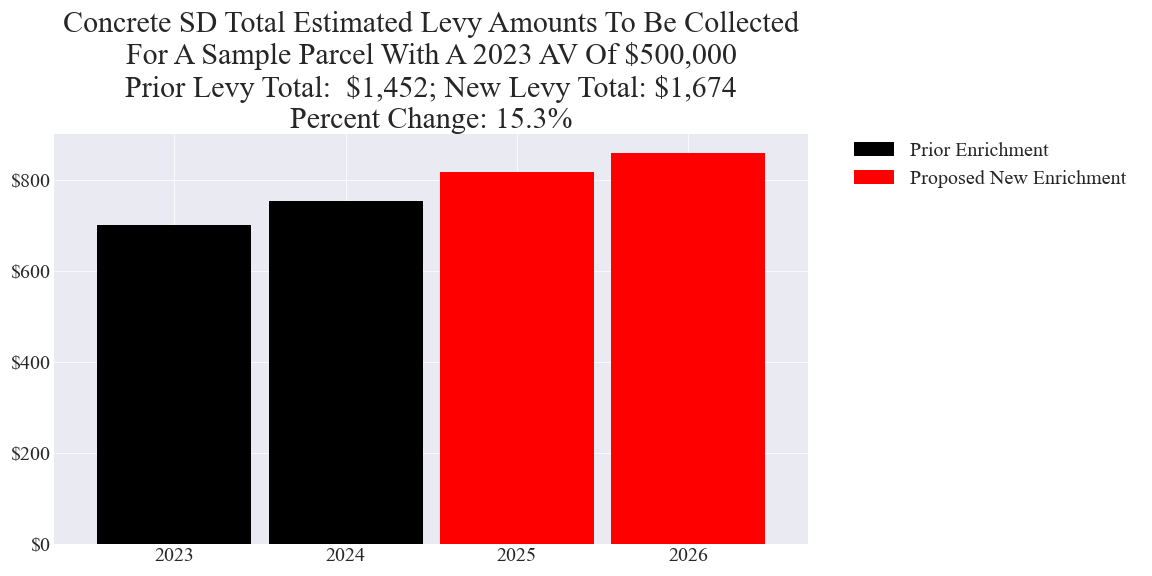 Concrete SD Total Estimated Levy Amounts To Be Collected
For A Sample Parcel With A 2023 AV Of $500,000
Prior Levy Total:  $1,452; New Levy Total: $1,674
Percent Change: 15.3%
Prior Enrichment
Proposed New Enrichment
$800
$600
$400
$200
$0
2023 2024 2025 2026